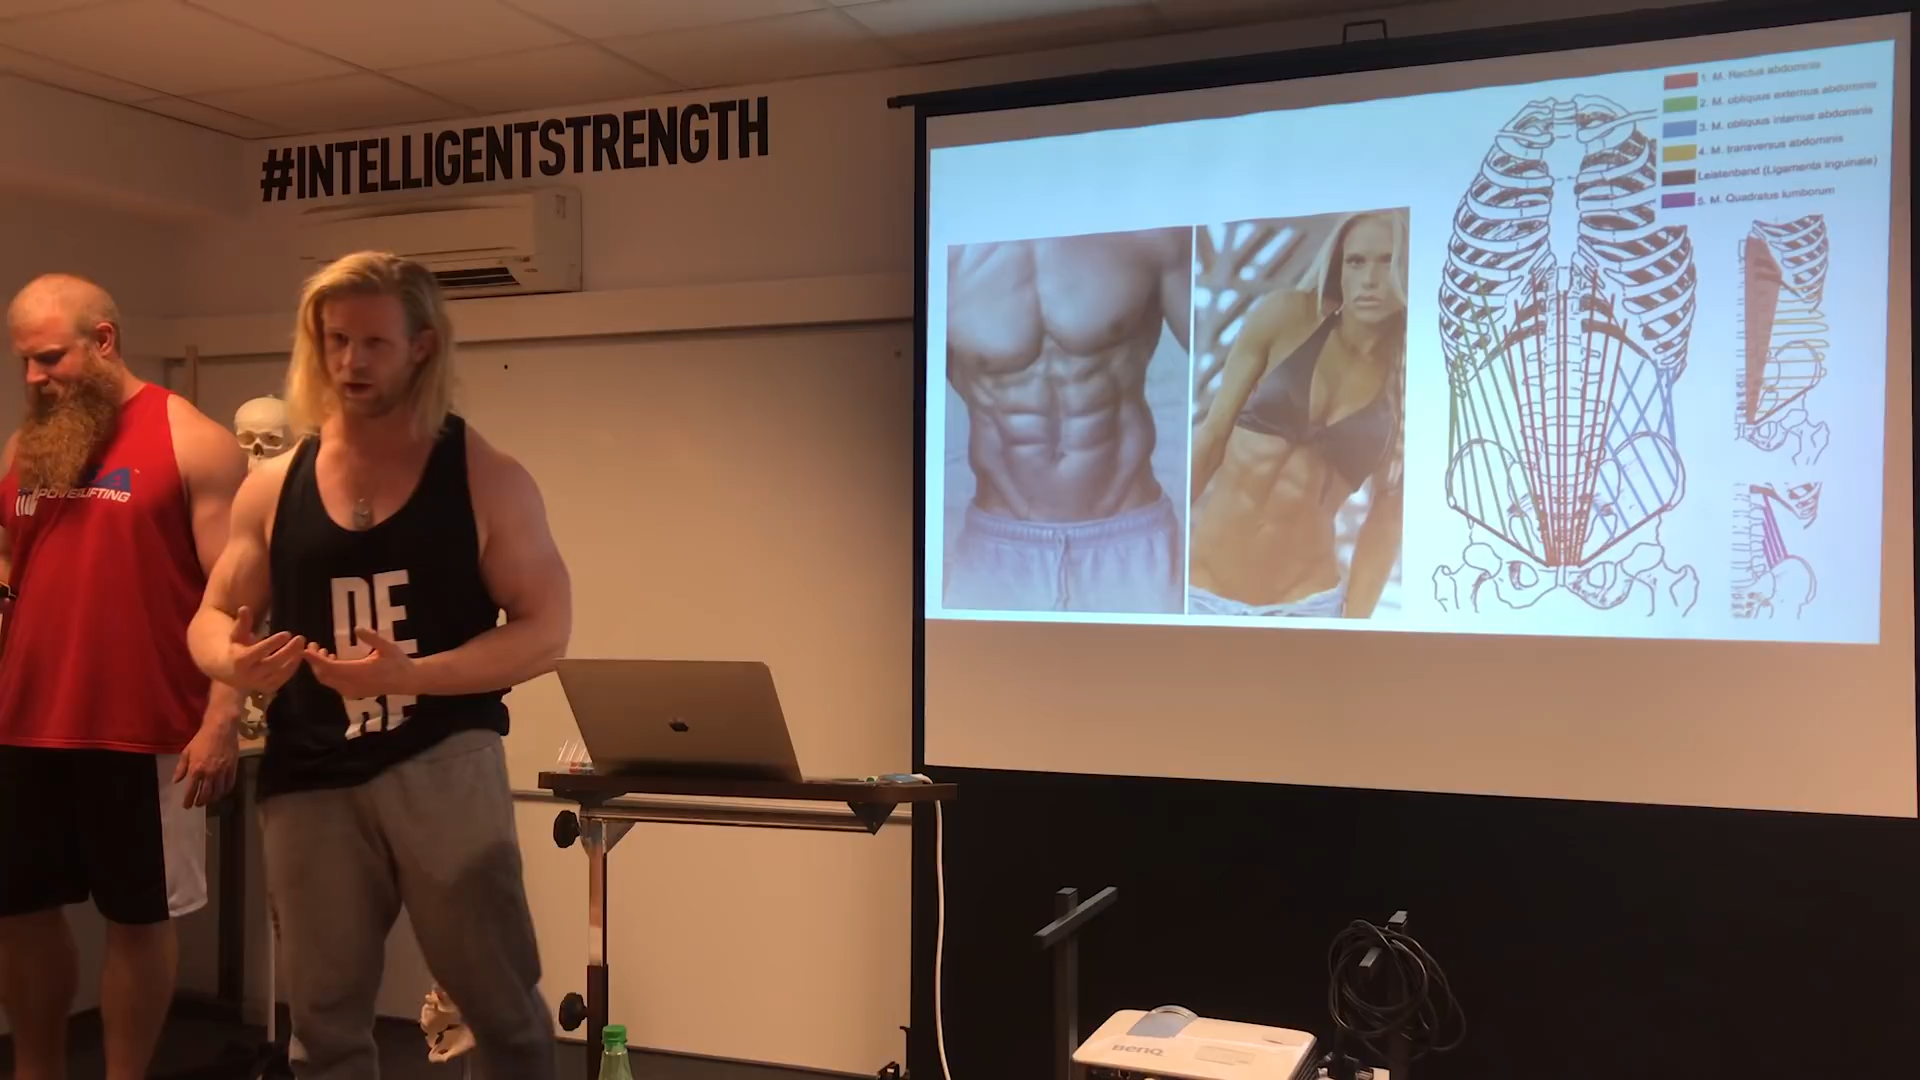 #INTELLIGENTSTRENGTH
1. M. Rectus abdominis
2. M. obliquus externus abdominis
3. M. obliquus internus abdominis
4. M. transversus abdominis
Leistenband (Ligamenta inguinale)
5. M. Quadratus lumborum
POWERLIFTING
DE
BenQ